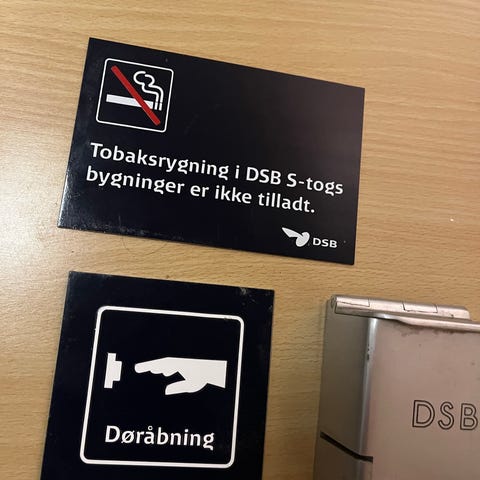 Tobaksrygning i DSB S-togs
bygninger er ikke tilladt.
DSB
Døråbning
DSB